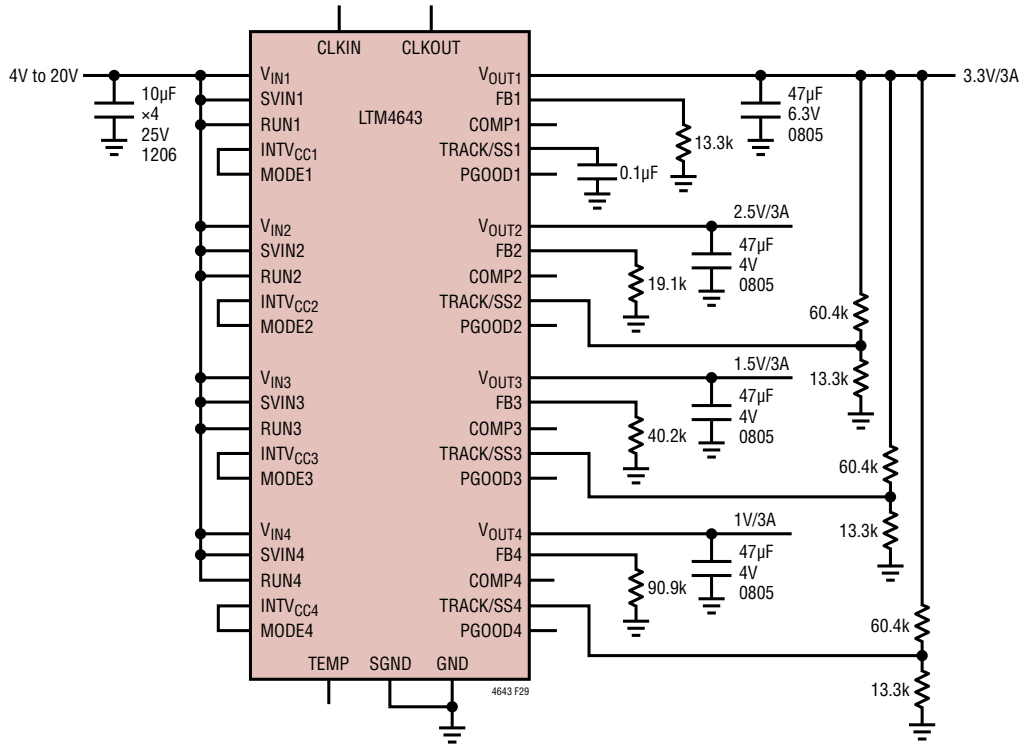 CLKIN
CLKOUT
4V to 20V
10µF
×4
25V
1206
LTM4643
VIN1
SVIN1
RUN1
INTVCC1
MODE1
VOUT1
FB1
COMP1
TRACK/SS1
PGOOD1
3.3V/3A
47µF
6.3V
0805
13.3k
0.1µF
VIN2
SVIN2
RUN2
INTVCC2
MODE2
VOUT2
FB2
COMP2
TRACK/SS2
PGOOD2
2.5V/3A
47µF
4V
0805
19.1k
60.4k
13.3k
VIN3
SVIN3
RUN3
INTVCC3
MODE3
VOUT3
FB3
COMP3
TRACK/SS3
PGOOD3
1.5V/3A
47µF
4V
0805
40.2k
60.4k
13.3k
VIN4
SVIN4
RUN4
INTVCC4
MODE4
VOUT4
FB4
COMP4
TRACK/SS4
PGOOD4
1V/3A
47µF
4V
0805
90.9k
60.4k
13.3k
TEMP
SGND
GND
4643 F29